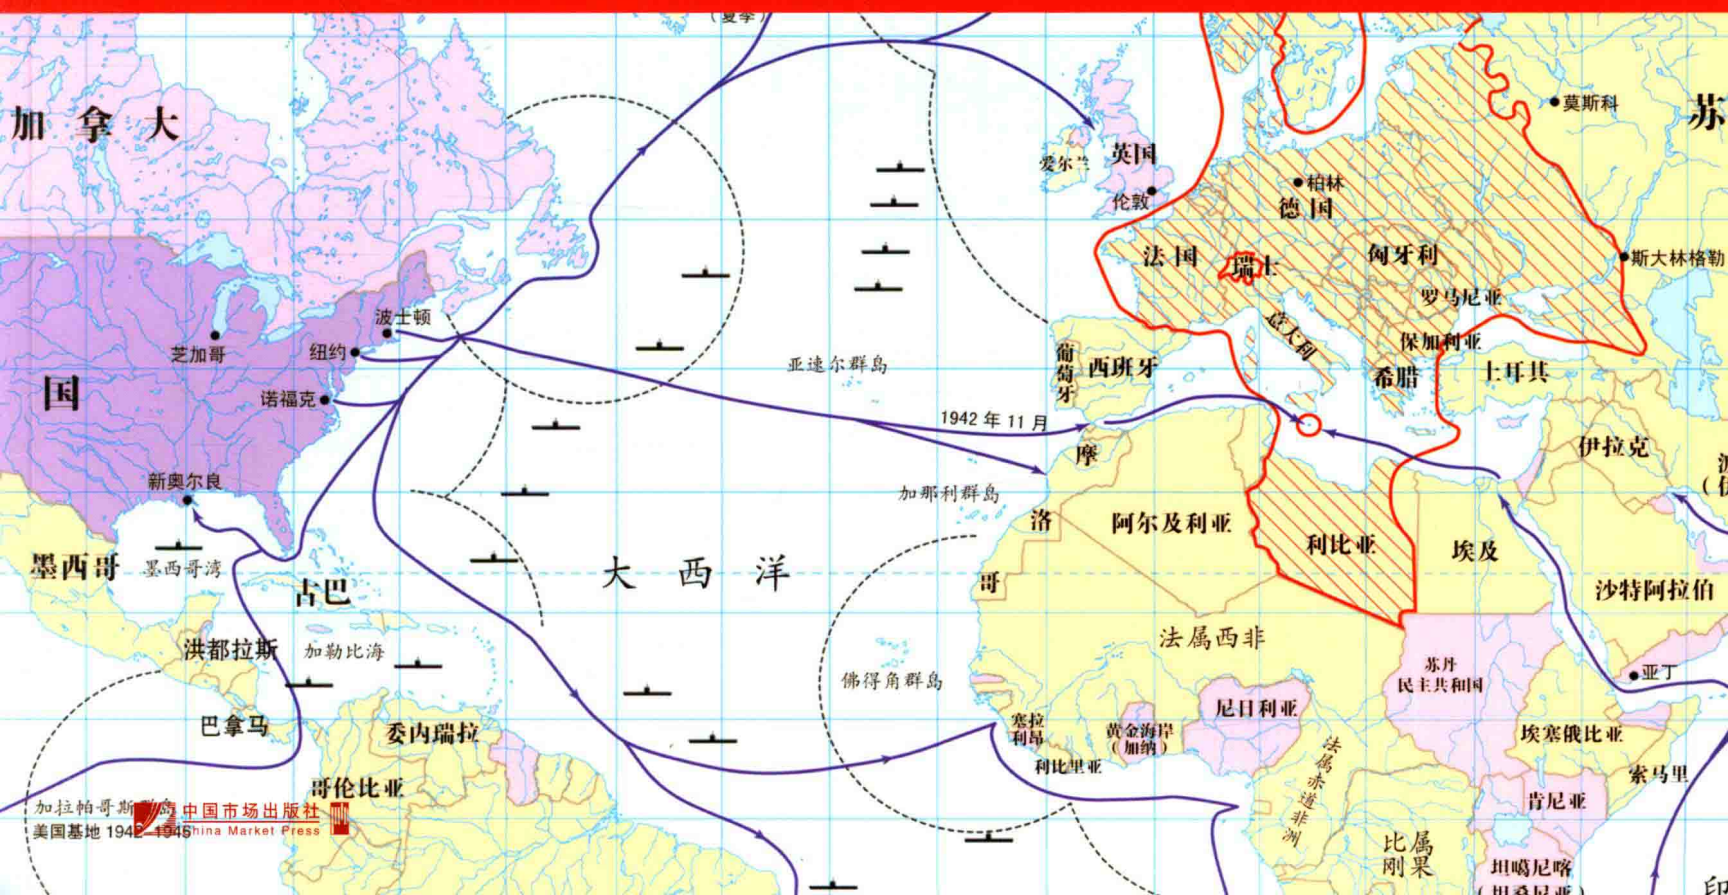 （夏季）
加拿大
莫斯科
苏
英国
爱尔兰
伦敦
柏林
德国
法国
瑞士
匈牙利
斯大林格勒
罗马尼亚
意大利
保加利亚
波士顿
纽约
芝加哥
诺福克
国
亚速尔群岛
葡萄牙
西班牙
希腊
土耳其
1942 年 11 月
摩
洛
哥
伊拉克
新奥尔良
加那利群岛
阿尔及利亚
利比亚
埃及
墨西哥
墨西哥湾
古巴
大西洋
沙特阿拉伯
洪都拉斯
加勒比海
法属西非
佛得角群岛
苏丹
民主共和国
亚丁
巴拿马
委内瑞拉
塞拉
利昂
黄金海岸
（加纳）
尼日利亚
埃塞俄比亚
利比里亚
法属赤道非洲
索马里
哥伦比亚
加拉帕哥斯群岛
美国基地 1942—1945
中国市场出版社
China Market Press
肯尼亚
比属
刚果
坦噶尼喀
（坦桑尼亚）